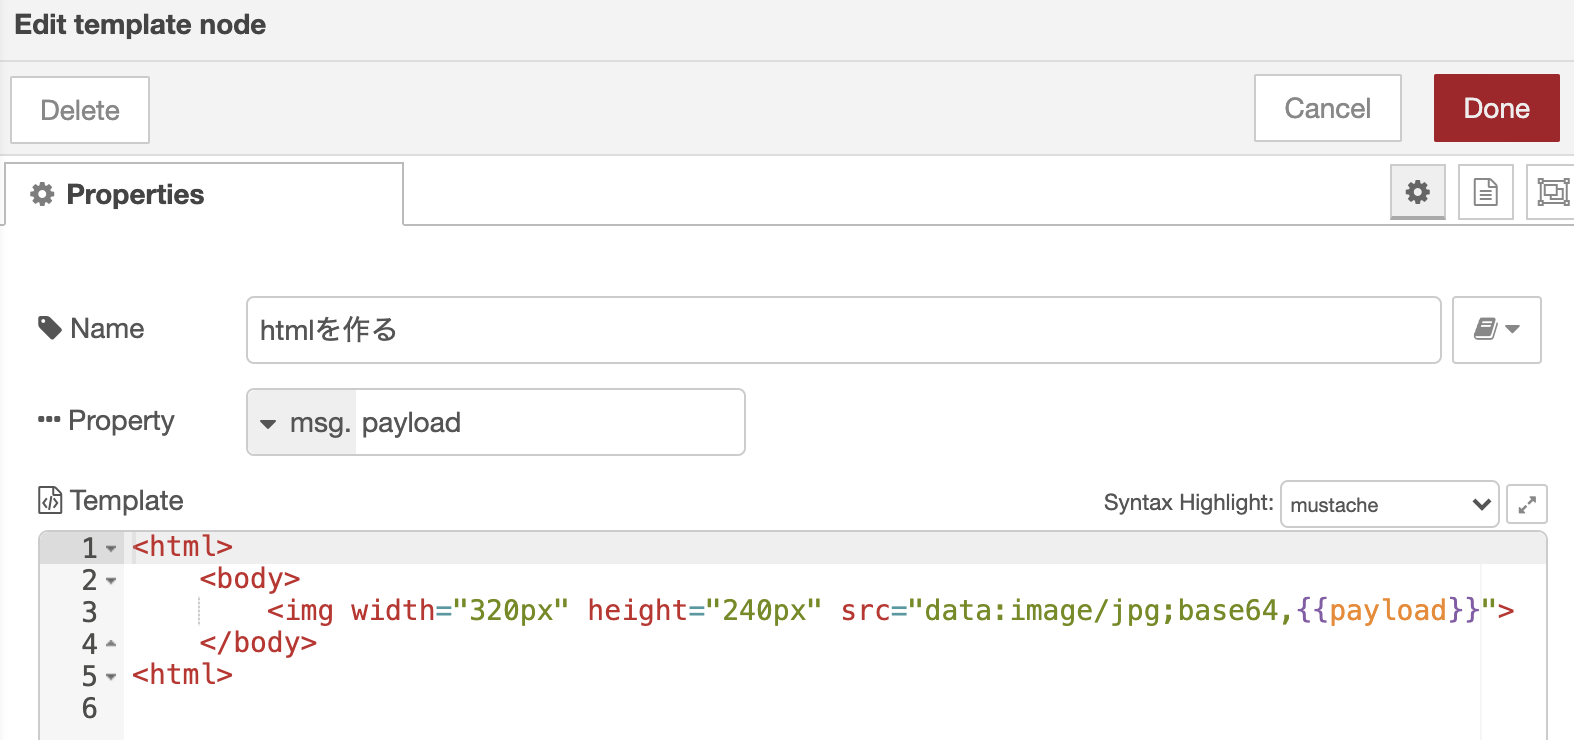 Edit template node
Delete
Cancel
Done
Properties
Name
htmlを作る
Property
msg. payload
Template
Syntax Highlight: mustache
1 <html>
2     <body>
3         <img width="320px" height="240px" src="data:image/jpg;base64,{{payload}}">
4     </body>
5 <html>
6